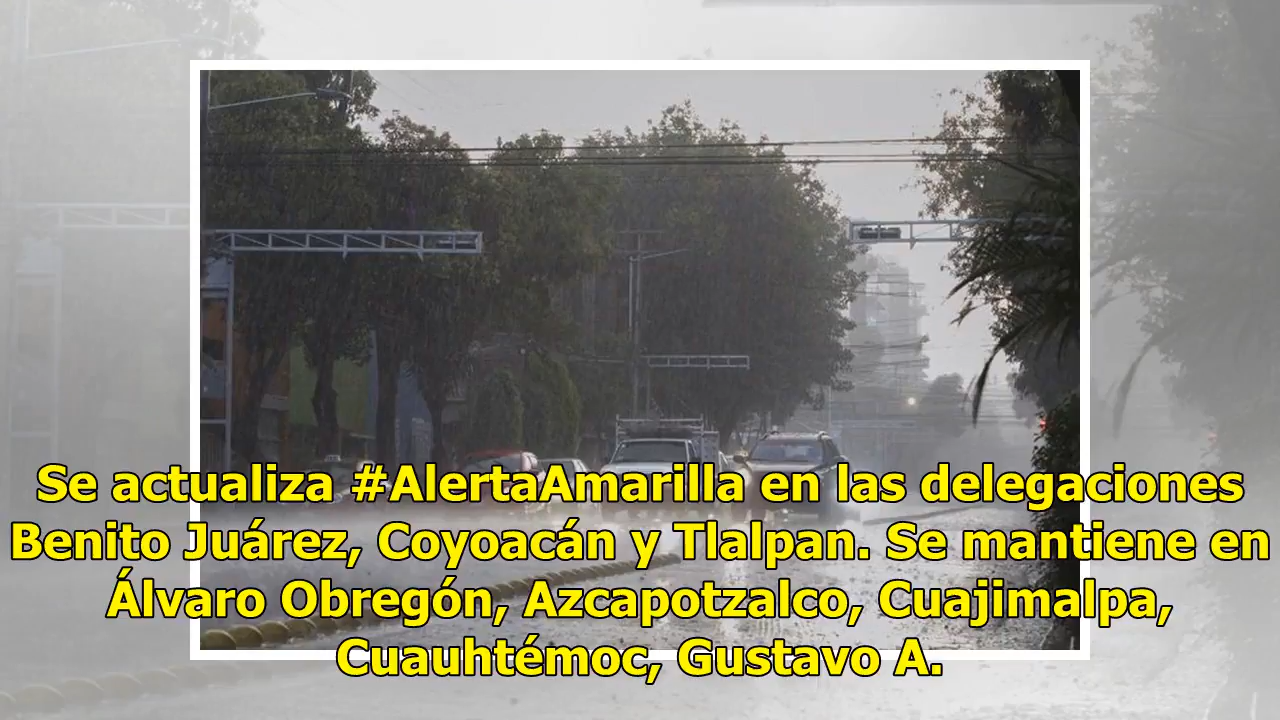 Se actualiza #AlertaAmarilla en las delegaciones
Benito Juárez, Coyoacán y Tlalpan. Se mantiene en
Álvaro Obregón, Azcapotzalco, Cuajimalpa,
Cuauhtémoc, Gustavo A.